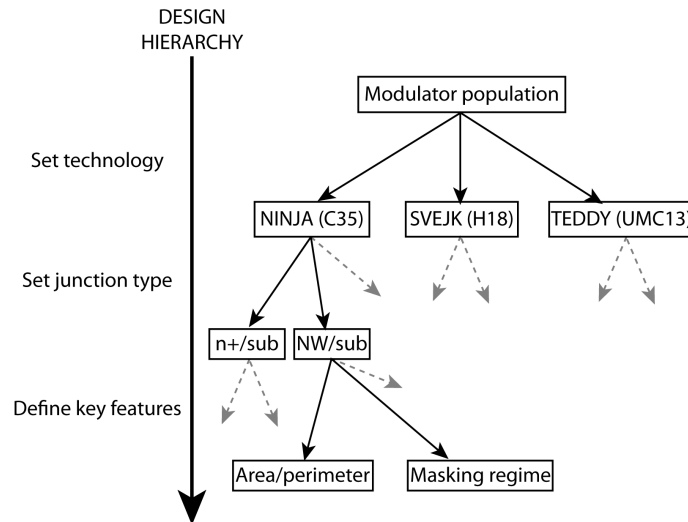 DESIGN
HIERARCHY
Modulator population
Set technology
NINJA (C35)
SVEJK (H18)
TEDDY (UMC13)
Set junction type
n+/sub
NW/sub
Define key features
Area/perimeter
Masking regime